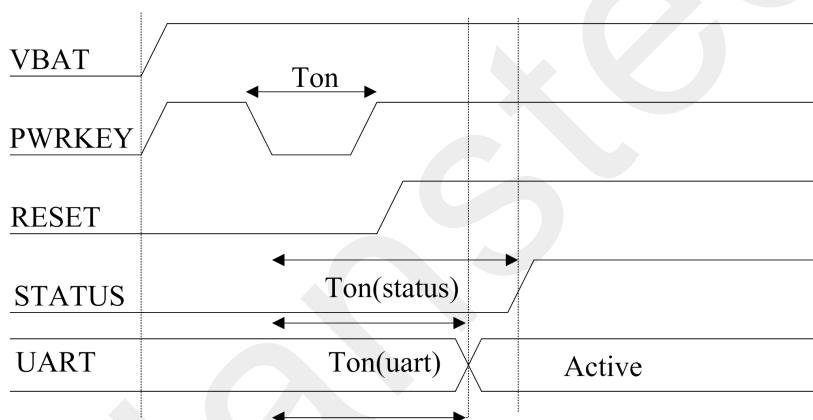 VBAT
Ton
PWRKEY
RESET
Ton(status)
STATUS
UART Ton(uart) Active